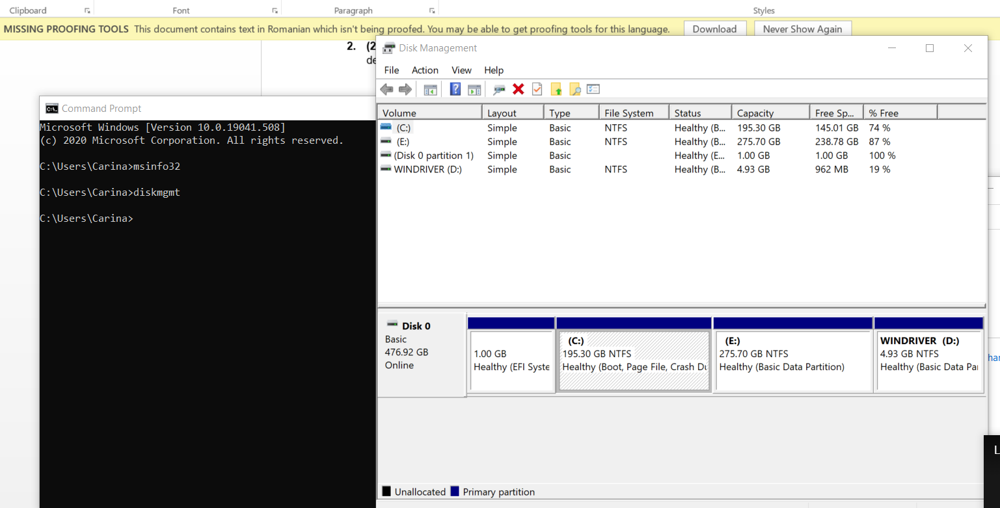 Clipboard Font Paragraph Styles
MISSING PROOFING TOOLS This document contains text in Romanian which isn't being proofed. You may be able to get proofing tools for this language. Download Never Show Again
2. (2
de
Disk Management
File Action View Help
Command Prompt
Microsoft Windows [Version 10.0.19041.508]
(c) 2020 Microsoft Corporation. All rights reserved.
C:\Users\Carina>msinfo32
C:\Users\Carina>diskmgmt
C:\Users\Carina>
Volume Layout Type File System Status Capacity Free Sp... % Free
(C:) Simple Basic NTFS Healthy (B... 195.30 GB 145.01 GB 74 %
(E:) Simple Basic NTFS Healthy (B... 275.70 GB 238.78 GB 87 %
(Disk 0 partition 1) Simple Basic Healthy (E... 1.00 GB 1.00 GB 100 %
WINDRIVER (D:) Simple Basic NTFS Healthy (B... 4.93 GB 962 MB 19 %
Disk 0
Basic
476.92 GB
Online
1.00 GB
Healthy (EFI Syste
(C:)
195.30 GB NTFS
Healthy (Boot, Page File, Crash Du
(E:)
275.70 GB NTFS
Healthy (Basic Data Partition)
WINDRIVER (D:)
4.93 GB NTFS
Healthy (Basic Data Par
har
L
Unallocated Primary partition